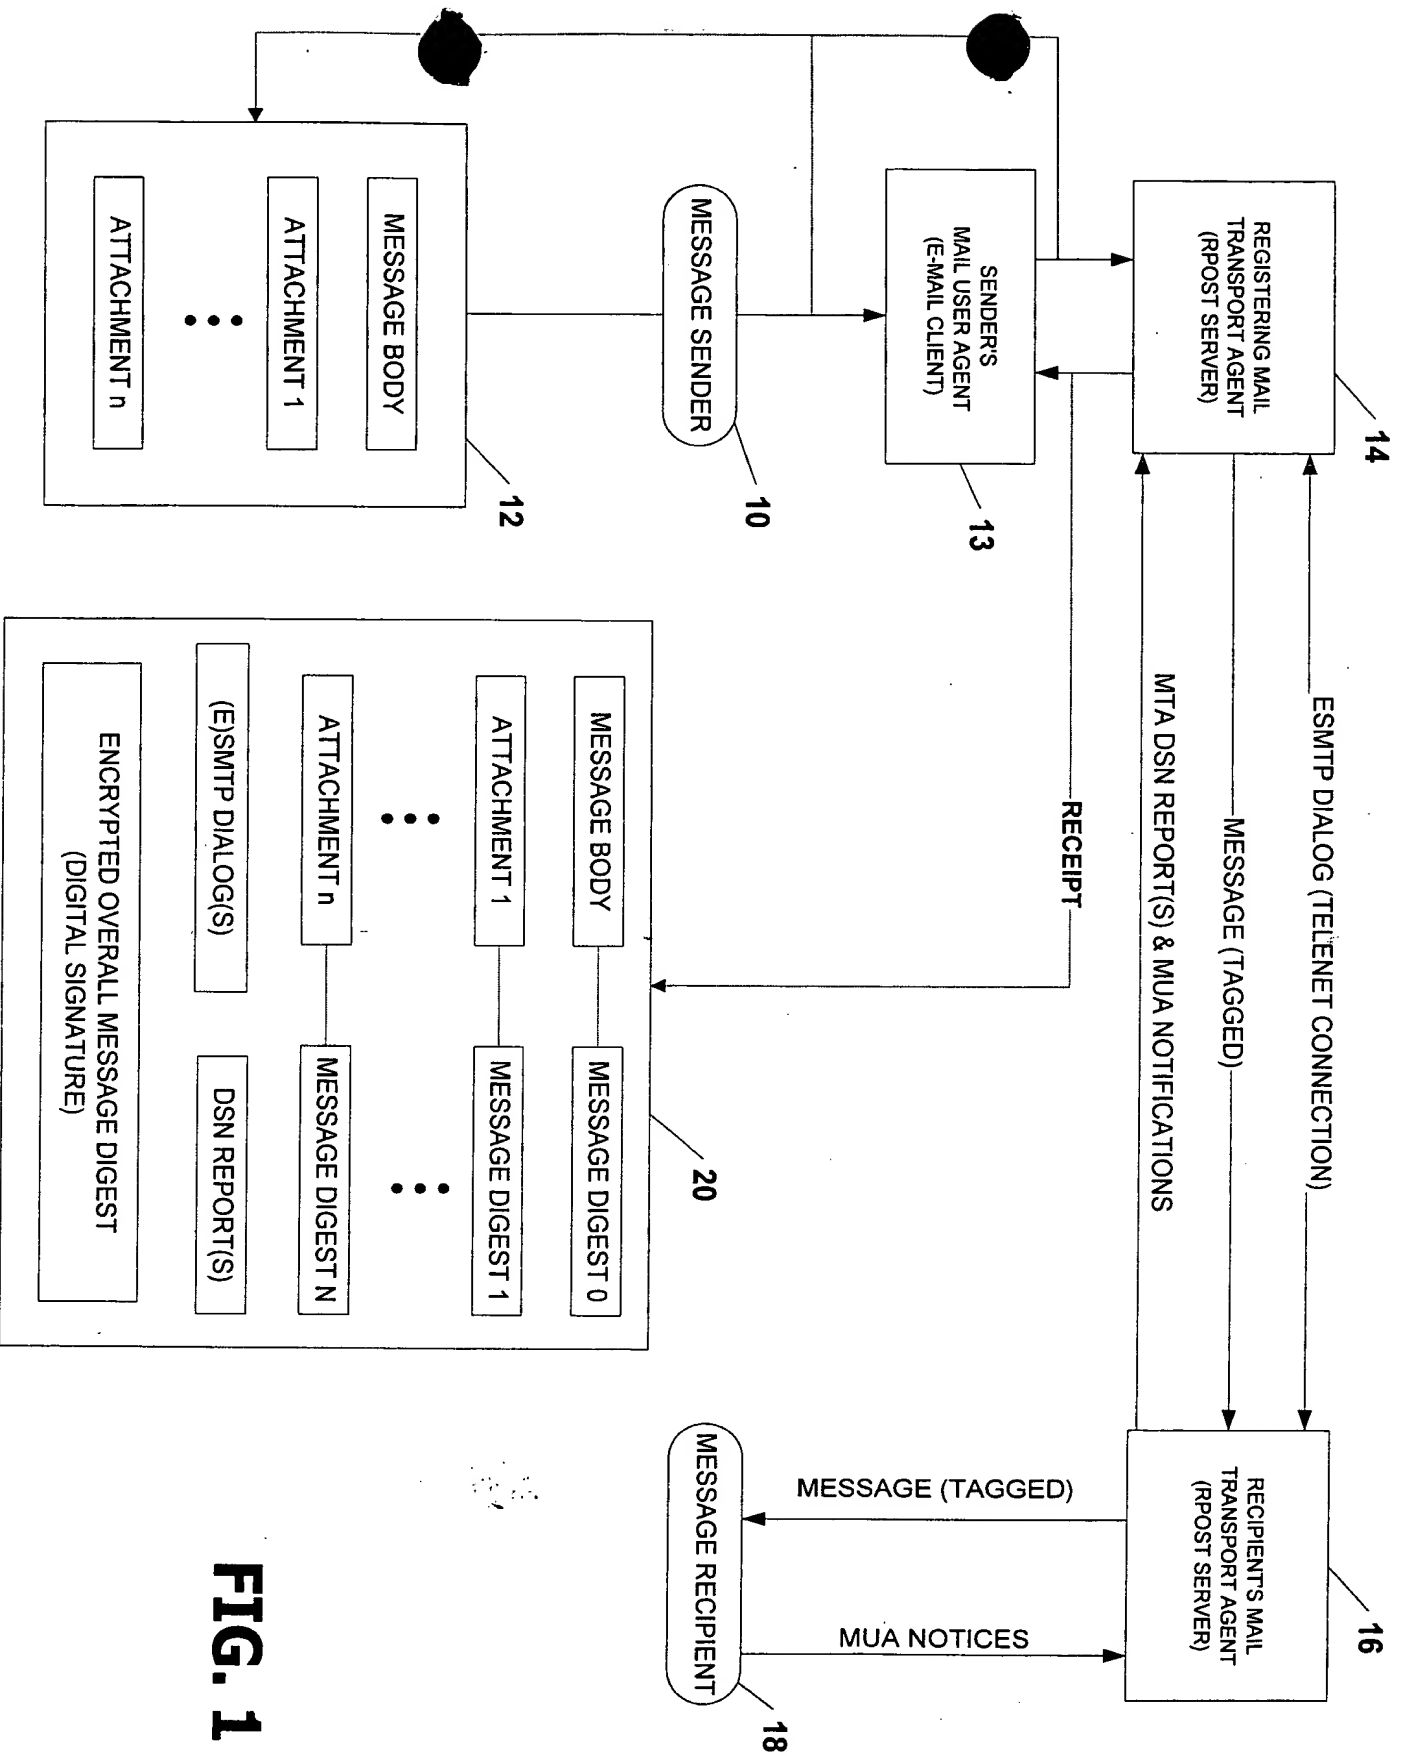 REGISTERING MAIL
TRANSPORT AGENT
(RPOST SERVER)
14
ESMTP DIALOG (TELENET CONNECTION)
MESSAGE (TAGGED)
MTA DSN REPORT(S) & MUA NOTIFICATIONS
RECIPIENT'S MAIL
TRANSPORT AGENT
(RPOST SERVER)
16
SENDER'S
MAIL USER AGENT
(E-MAIL CLIENT)
13
RECEIPT
MESSAGE (TAGGED)
MUA NOTICES
MESSAGE SENDER
10
MESSAGE RECIPIENT
18
MESSAGE BODY
ATTACHMENT 1
ATTACHMENT n
12
20
MESSAGE BODY
MESSAGE DIGEST 0
ATTACHMENT 1
MESSAGE DIGEST 1
ATTACHMENT n
MESSAGE DIGEST N
(E)SMTP DIALOG(S)
DSN REPORT(S)
ENCRYPTED OVERALL MESSAGE DIGEST
(DIGITAL SIGNATURE)
FIG. 1